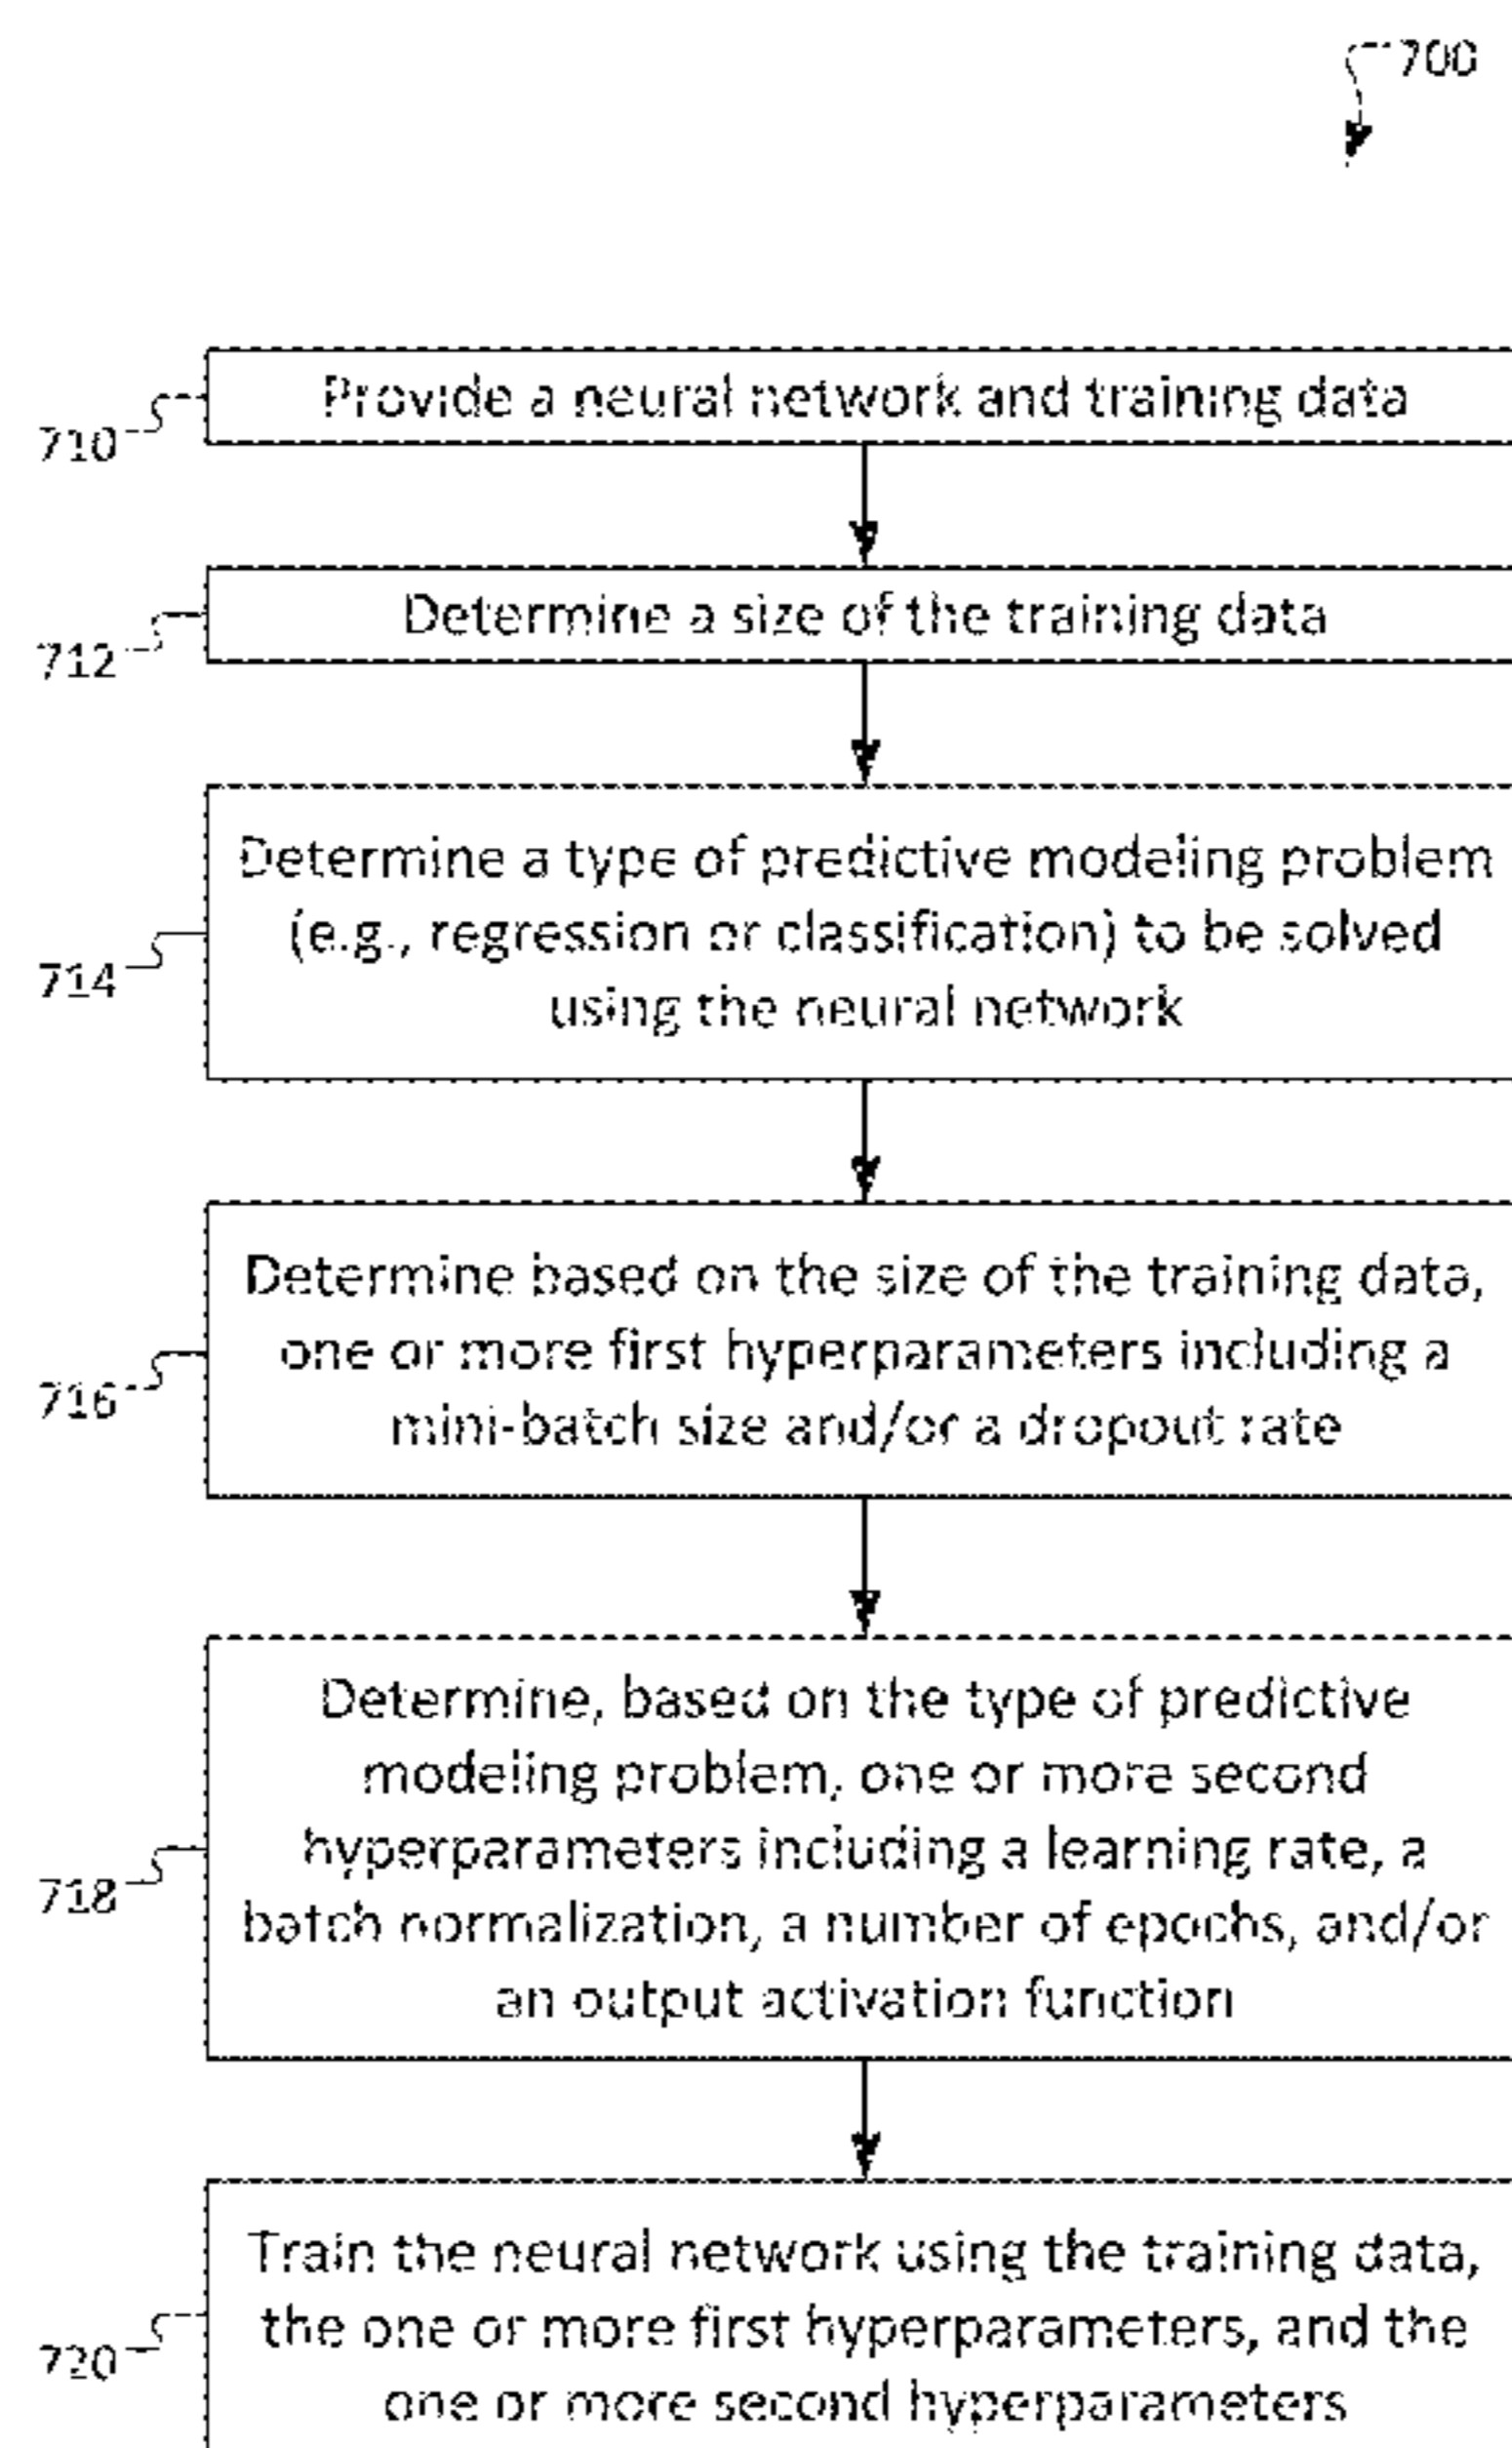 700
Provide a neural network and training data
710
Determine a size of the training data
712
Determine a type of predictive modeling problem
(e.g., regression or classification) to be solved
using the neural network
714
Determine based on the size of the training data,
one or more first hyperparameters including a
mini-batch size and/or a dropout rate
716
Determine, based on the type of predictive
modeling problem, one or more second
hyperparameters including a learning rate, a
batch normalization, a number of epochs, and/or
an output activation function
718
Train the neural network using the training data,
the one or more first hyperparameters, and the
one or more second hyperparameters
720